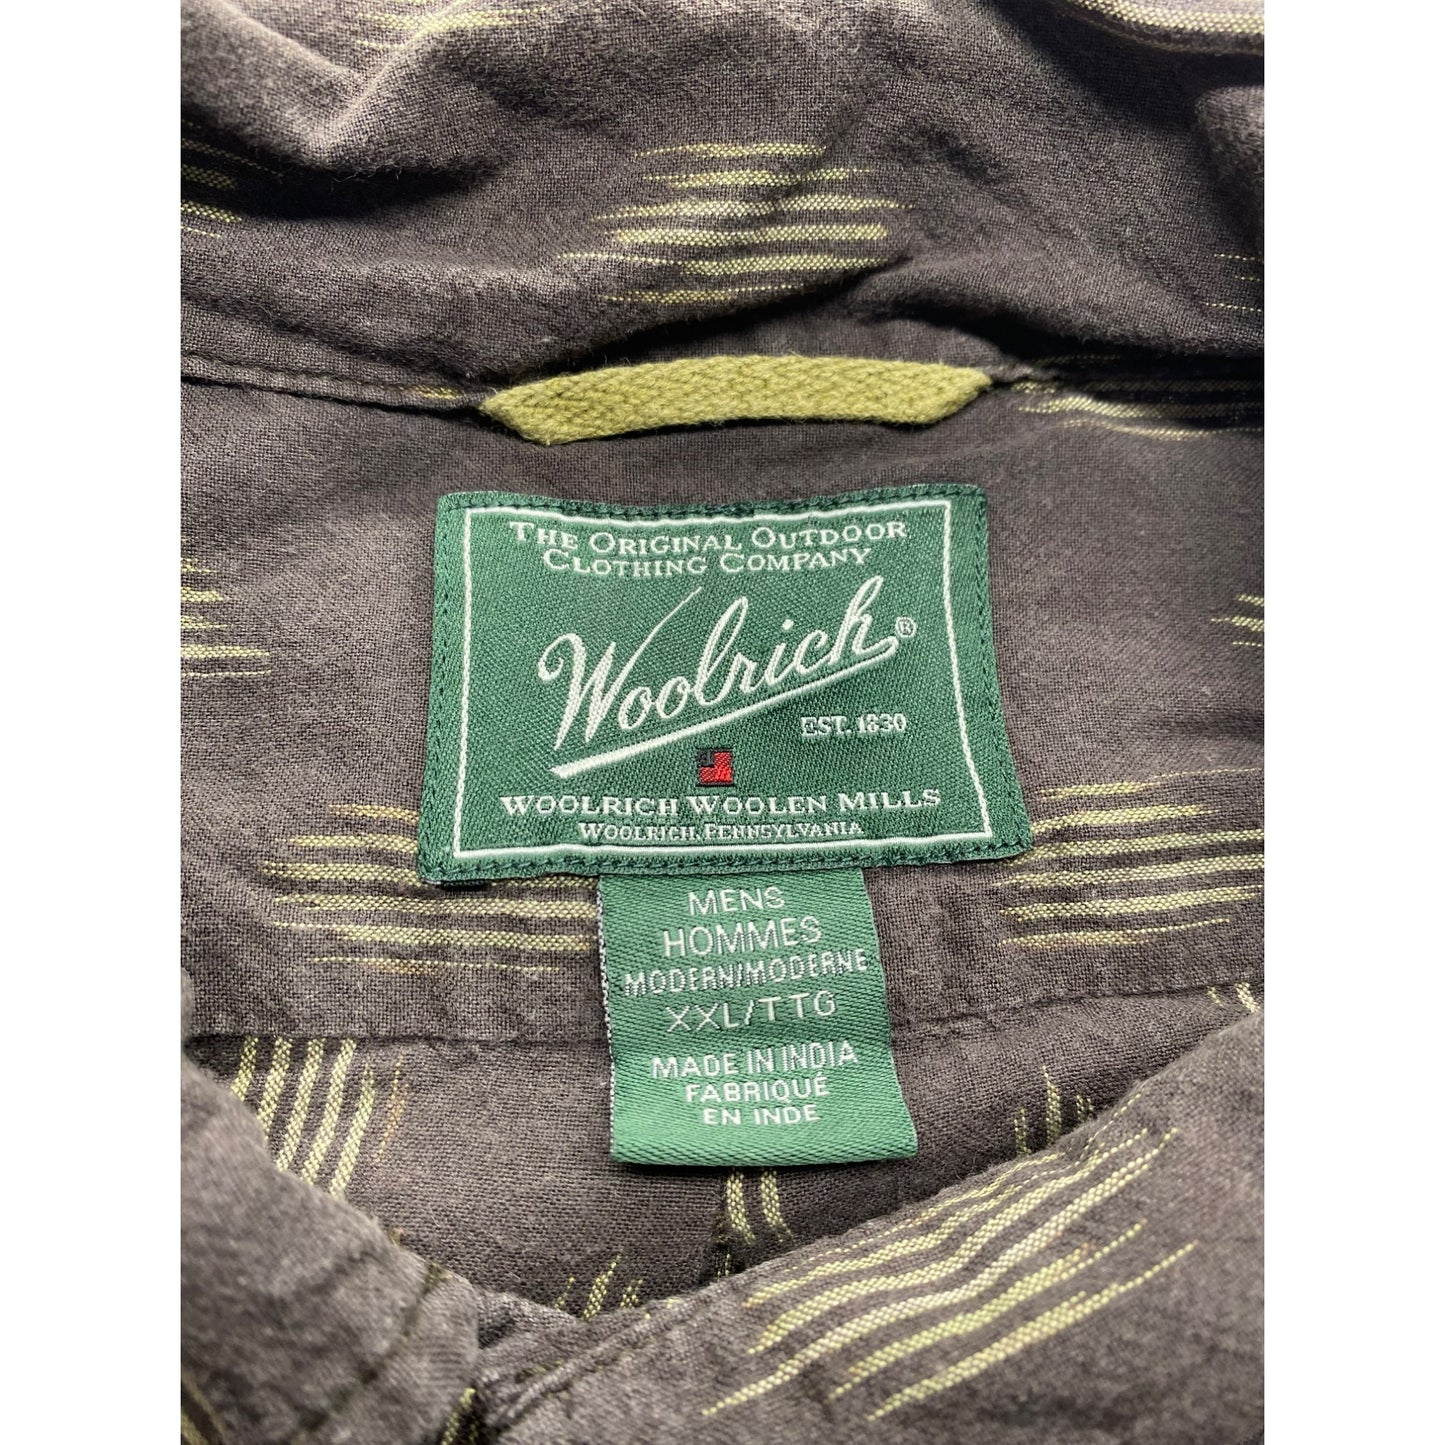 THE ORIGINAL OUTDOOR
CLOTHING COMPANY
Woolrich®
EST. 1830
WOOLRICH WOOLEN MILLS
WOOLRICH, PENNSYLVANIA
MENS
HOMMES
MODERN/MODERNE
XXL/TTG
MADE IN INDIA
FABRIQUÉ
EN INDE